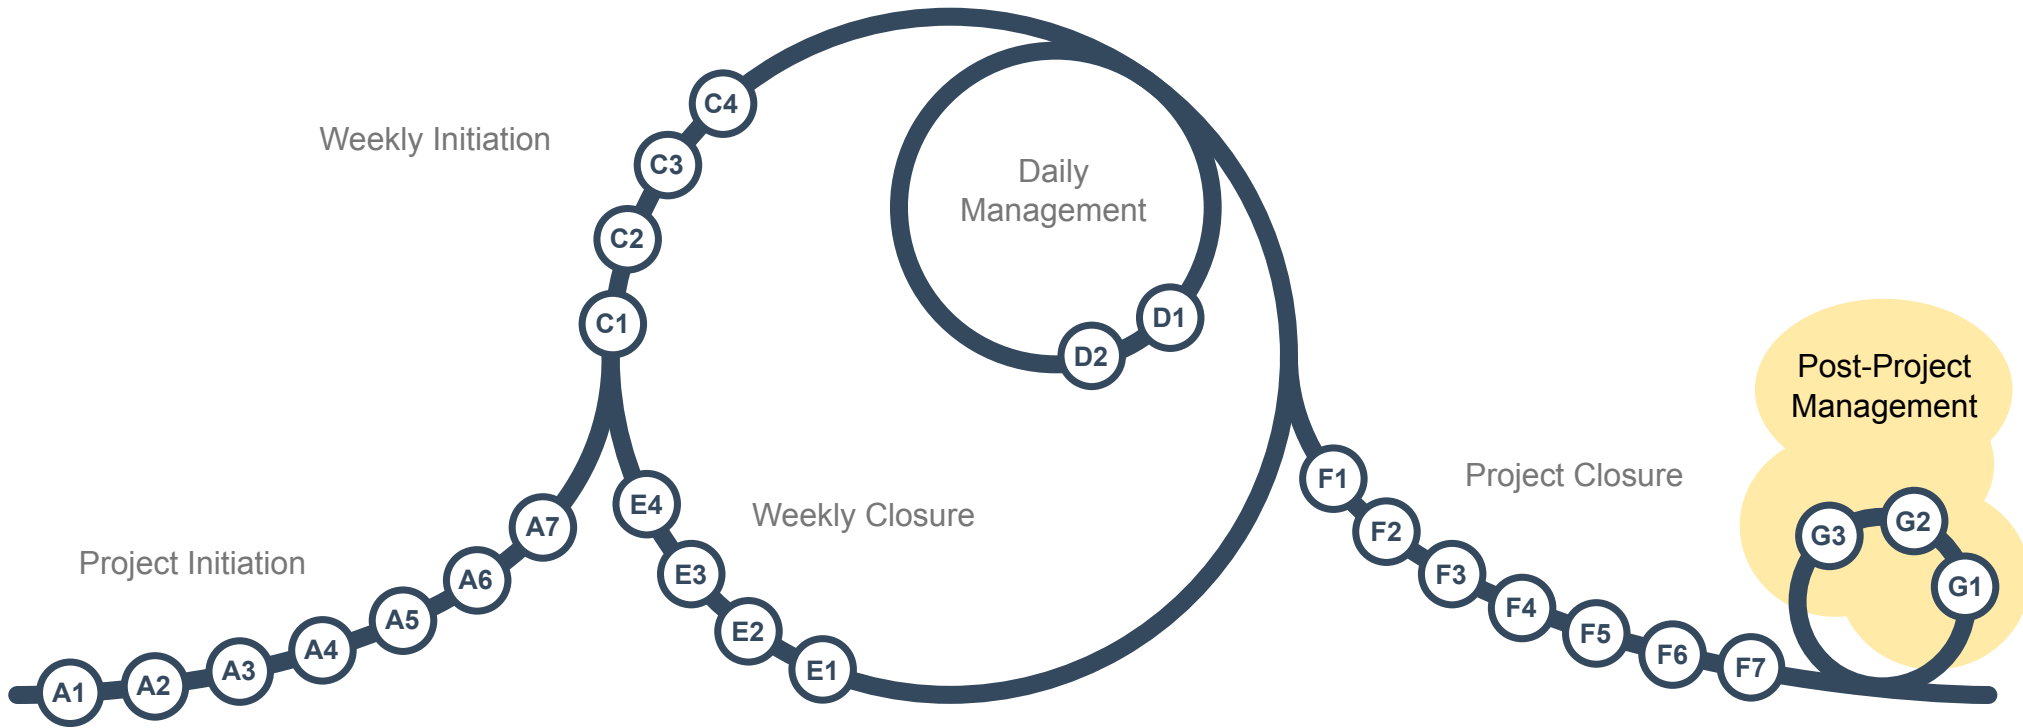 Project Initiation
A1
A2
A3
A4
A5
A6
A7
Weekly Initiation
C1
C2
C3
C4
Daily
Management
D1
D2
Weekly Closure
E1
E2
E3
E4
Project Closure
F1
F2
F3
F4
F5
F6
F7
Post-Project
Management
G1
G2
G3